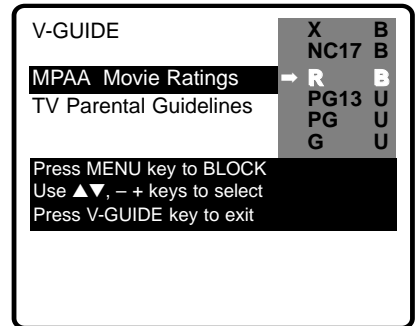 V-GUIDE
X B
NC17 B
MPAA Movie Ratings ➡ R B
TV Parental Guidelines PG13 U
PG U
G U
Press MENU key to BLOCK
Use ▲▼, – + keys to select
Press V-GUIDE key to exit